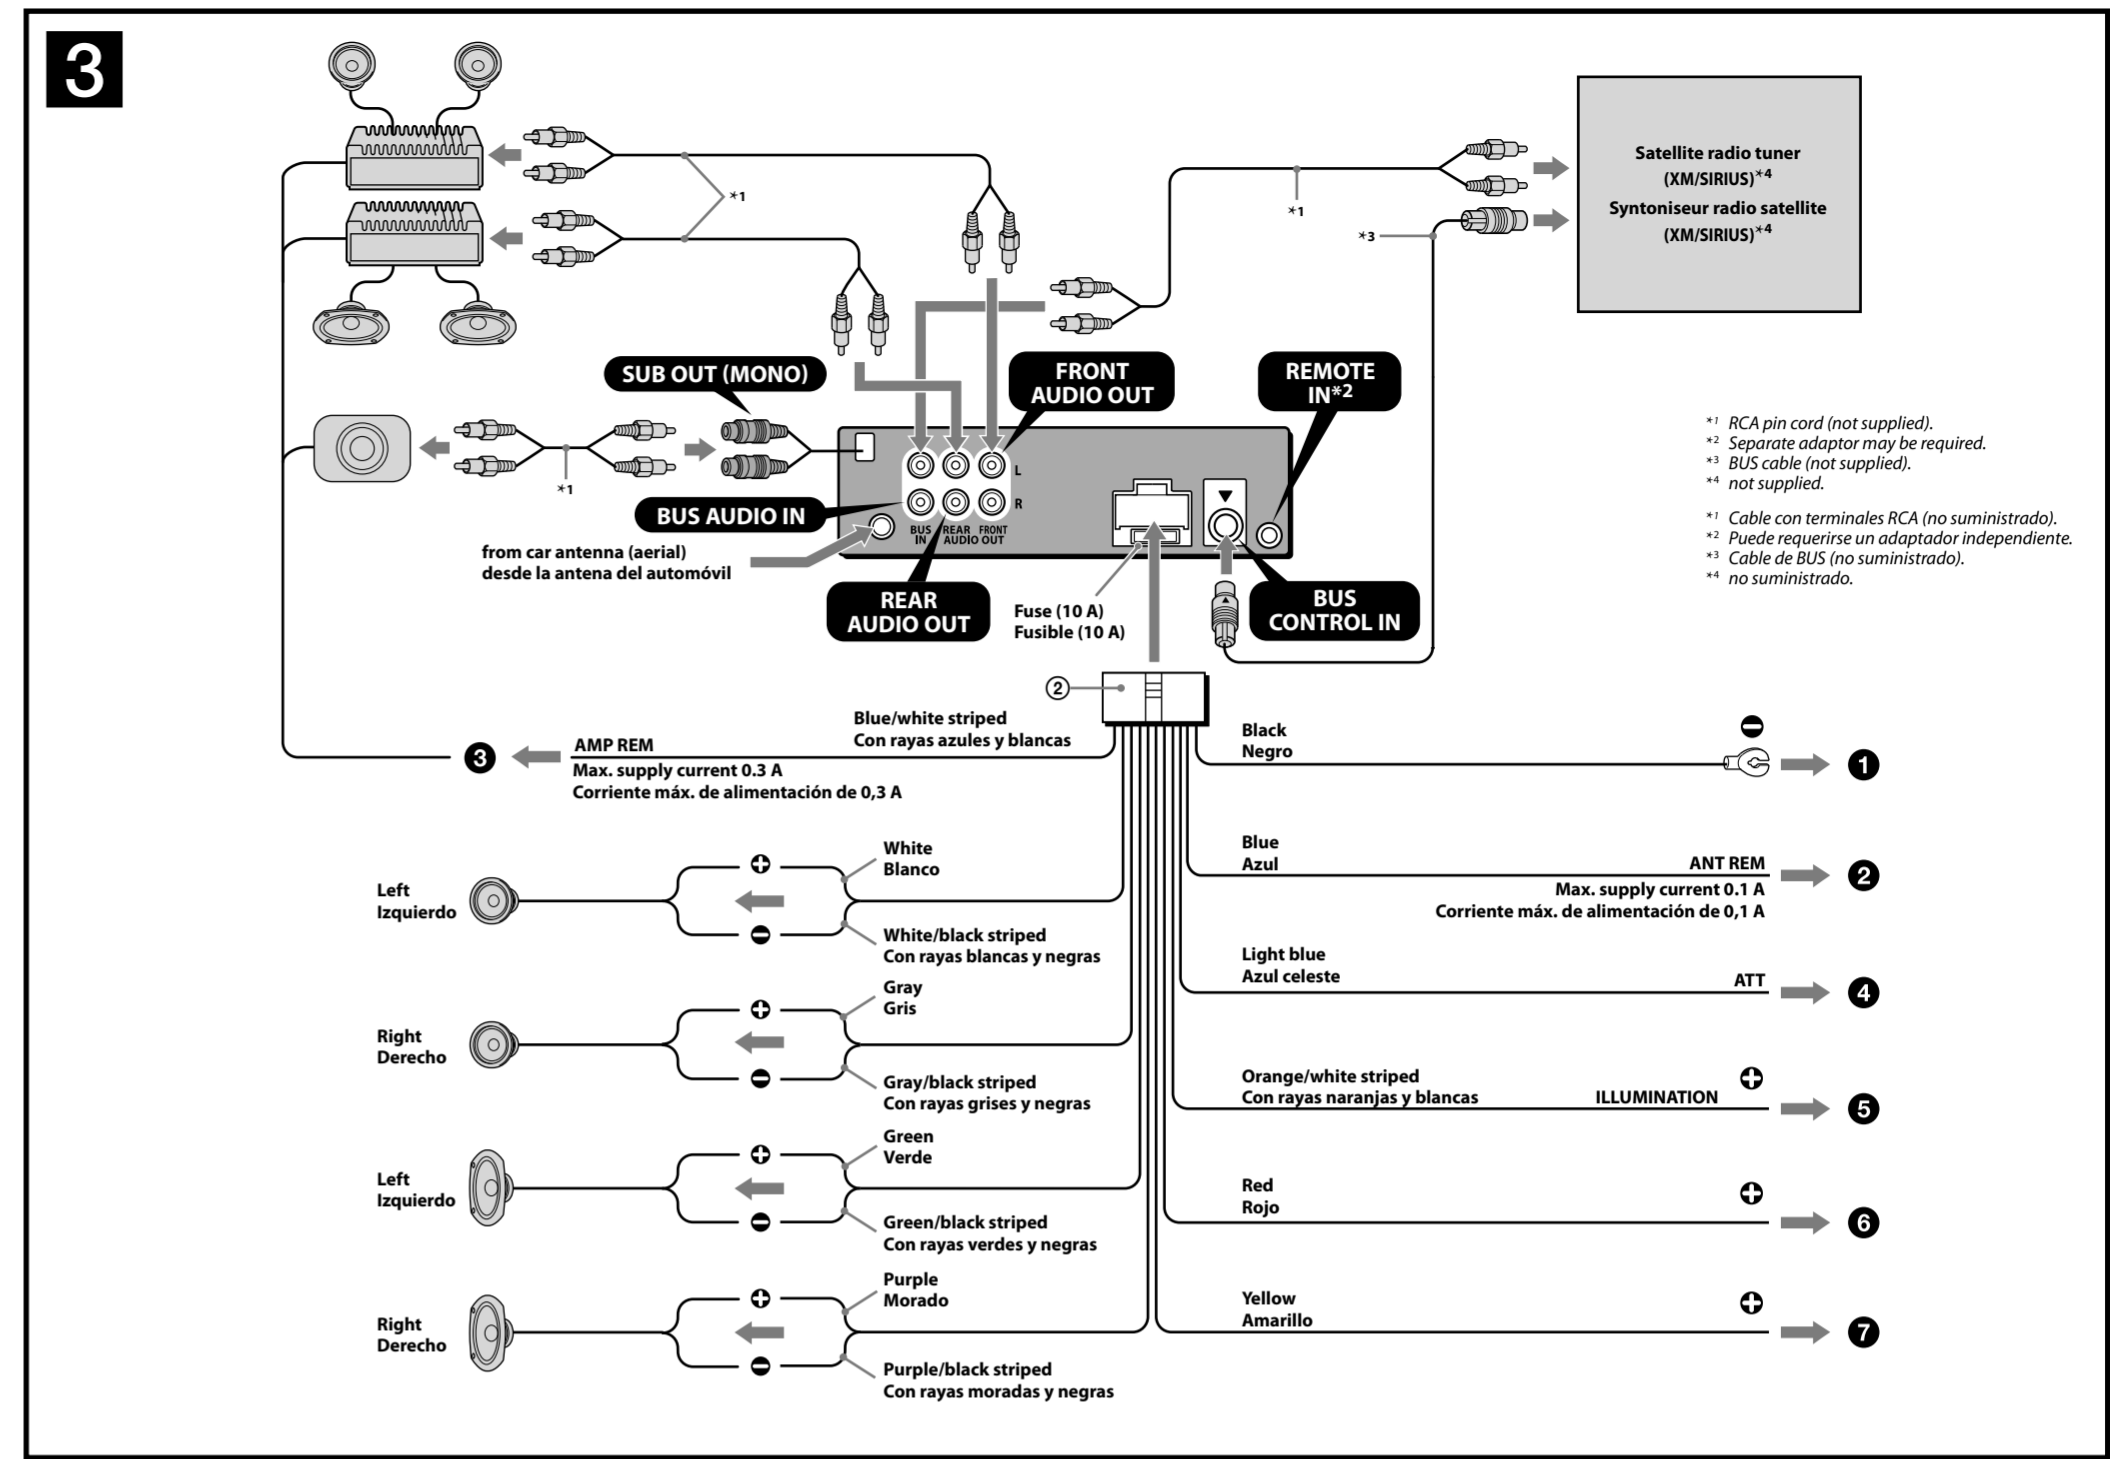 3
Satellite radio tuner
(XM/SIRIUS)*4
Syntoniseur radio satellite
(XM/SIRIUS)*4
*1
*1
*3
SUB OUT (MONO)
FRONT
AUDIO OUT
REMOTE
IN*2
*1 RCA pin cord (not supplied).
*2 Separate adaptor may be required.
*3 BUS cable (not supplied).
*4 not supplied.
*1 Cable con terminales RCA (no suministrado).
*2 Puede requerirse un adaptador independiente.
*3 Cable de BUS (no suministrado).
*4 no suministrado.
*1
L
R
BUS AUDIO IN
BUS REAR FRONT
IN AUDIO OUT
from car antenna (aerial)
desde la antena del automóvil
REAR
AUDIO OUT
Fuse (10 A)
Fusible (10 A)
BUS
CONTROL IN
②
Blue/white striped
Con rayas azules y blancas
AMP REM
❸
Max. supply current 0.3 A
Corriente máx. de alimentación de 0,3 A
Black
Negro
⊖
❶
White
Blanco
Left
Izquierdo
⊕
⊖
White/black striped
Con rayas blancas y negras
Blue
Azul
ANT REM
❷
Max. supply current 0.1 A
Corriente máx. de alimentación de 0,1 A
Gray
Gris
Right
Derecho
⊕
⊖
Gray/black striped
Con rayas grises y negras
Light blue
Azul celeste
ATT
❹
Orange/white striped
Con rayas naranjas y blancas
ILLUMINATION
⊕
❺
Green
Verde
Left
Izquierdo
⊕
⊖
Green/black striped
Con rayas verdes y negras
Red
Rojo
⊕
❻
Purple
Morado
Right
Derecho
⊕
⊖
Purple/black striped
Con rayas moradas y negras
Yellow
Amarillo
⊕
❼